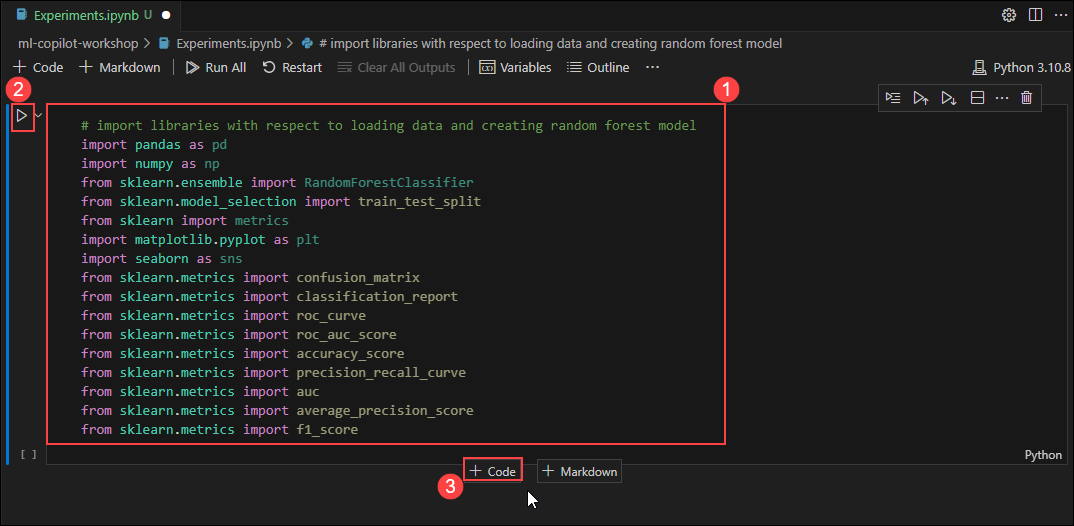 Experiments.ipynb U
ml-copilot-workshop > Experiments.ipynb > # import libraries with respect to loading data and creating random forest model
+ Code + Markdown Run All Restart Clear All Outputs Variables Outline ... Python 3.10.8
2
1
# import libraries with respect to loading data and creating random forest model
import pandas as pd
import numpy as np
from sklearn.ensemble import RandomForestClassifier
from sklearn.model_selection import train_test_split
from sklearn import metrics
import matplotlib.pyplot as plt
import seaborn as sns
from sklearn.metrics import confusion_matrix
from sklearn.metrics import classification_report
from sklearn.metrics import roc_curve
from sklearn.metrics import roc_auc_score
from sklearn.metrics import accuracy_score
from sklearn.metrics import precision_recall_curve
from sklearn.metrics import auc
from sklearn.metrics import average_precision_score
from sklearn.metrics import f1_score
[ ] Python
+ Code + Markdown
3